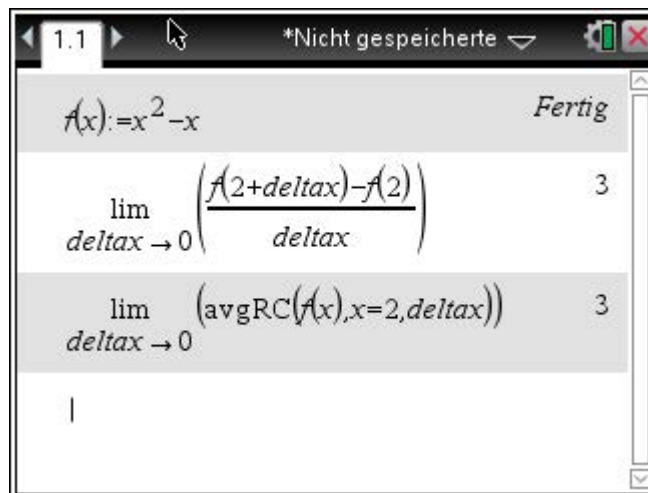 1.1 *Nicht gespeicherte
f(x):=x²−x Fertig
lim deltax→0 ((f(2+deltax)−f(2))/deltax) 3
lim deltax→0 (avgRC(f(x),x=2,deltax)) 3